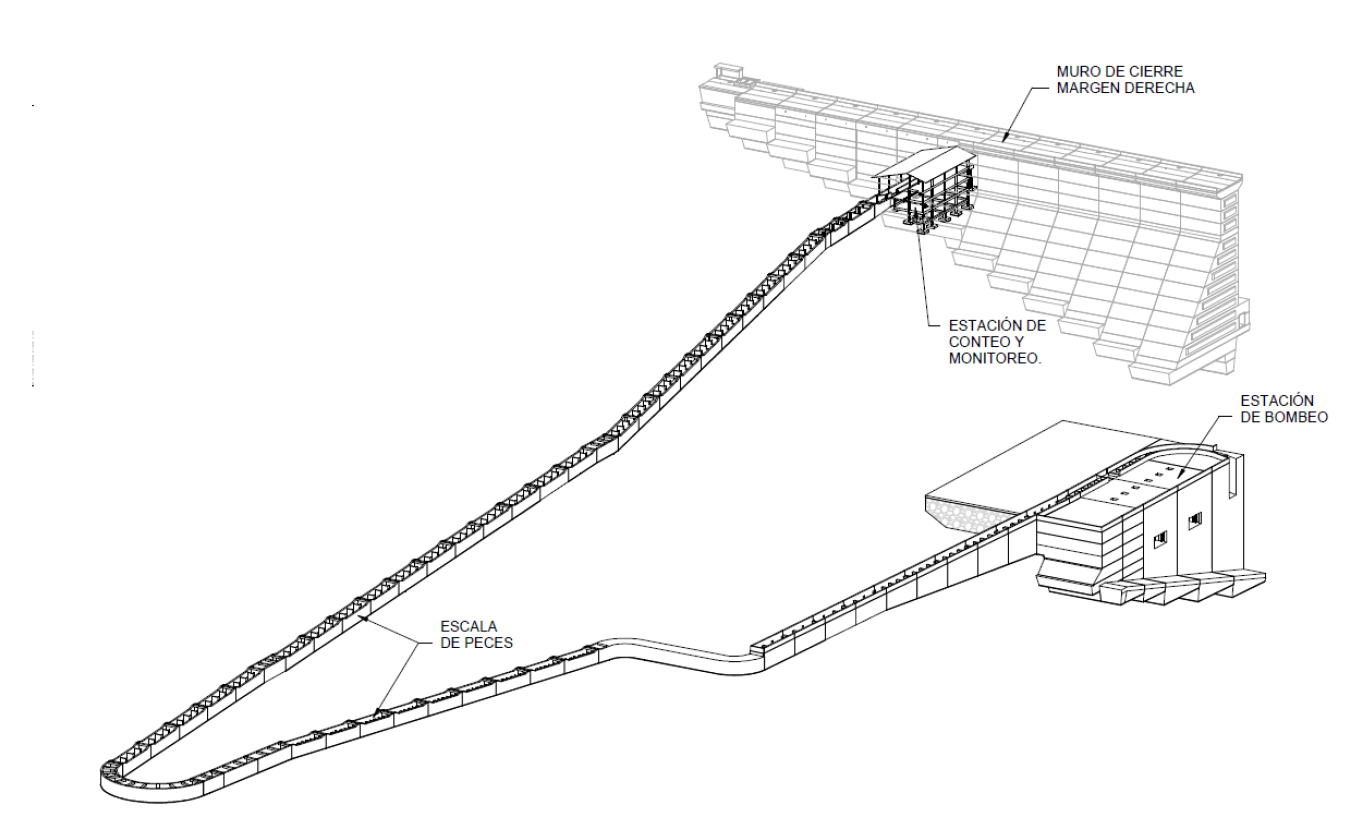 MURO DE CIERRE
MARGEN DERECHA
ESTACIÓN DE
CONTEO Y
MONITOREO.
ESTACIÓN
DE BOMBEO
ESCALA
DE PECES